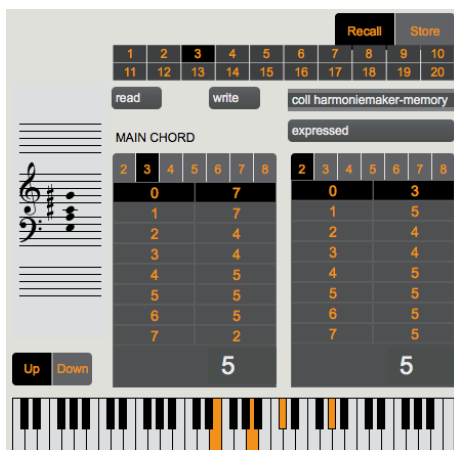 Recall Store
1 2 3 4 5 6 7 8 9 10
11 12 13 14 15 16 17 18 19 20
read write coll harmoniemaker-memory
expressed
MAIN CHORD
2 3 4 5 6 7 8 2 3 4 5 6 7 8
0 7 0 3
1 7 1 5
2 4 2 4
3 4 3 4
4 5 4 5
5 5 5 5
6 5 6 5
7 2 7 5
5 5
Up Down